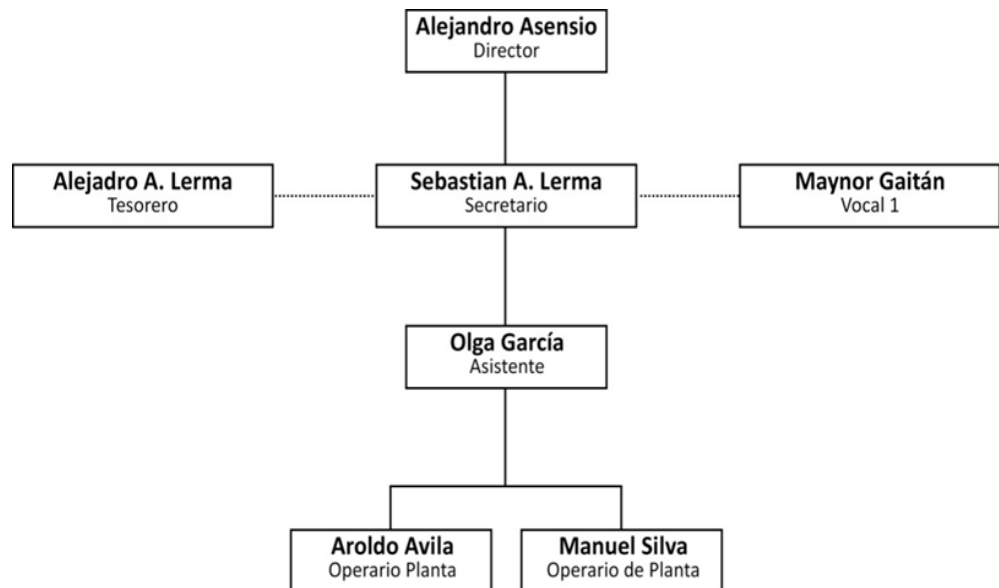 Alejandro Asensio
Director
Alejadro A. Lerma
Tesorero
Sebastian A. Lerma
Secretario
Maynor Gaitán
Vocal 1
Olga García
Asistente
Aroldo Avila
Operario Planta
Manuel Silva
Operario de Planta